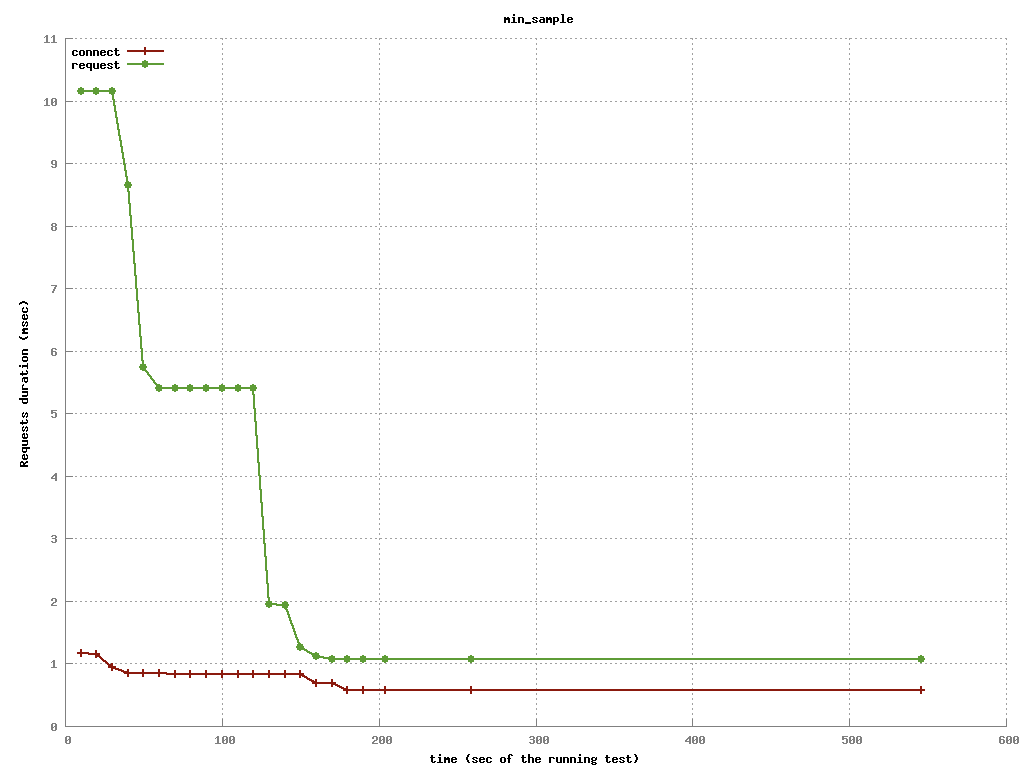 min_sample
connect
request
11
10
9
8
7
6
5
4
3
2
1
0
Requests duration (msec)
0 100 200 300 400 500 600
time (sec of the running test)